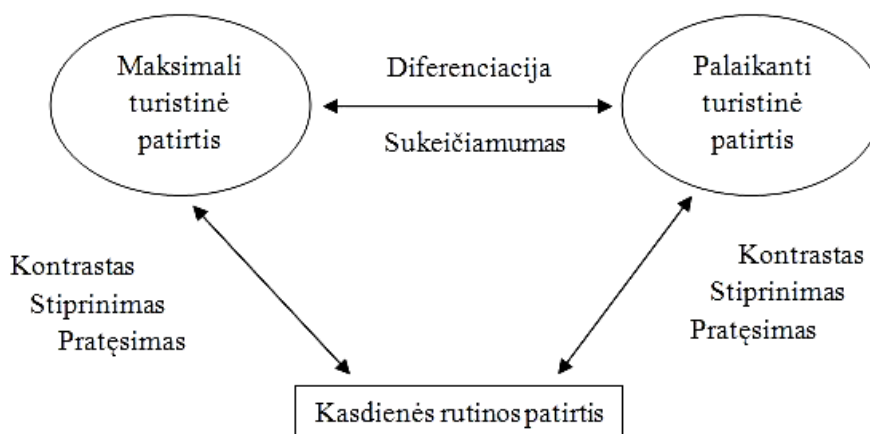 Maksimali
turistinė
patirtis
Diferenciacija
Sukeičiamumas
Palaikanti
turistinė
patirtis
Kontrastas
Stiprinimas
Pratęsimas
Kontrastas
Stiprinimas
Pratęsimas
Kasdienės rutinos patirtis